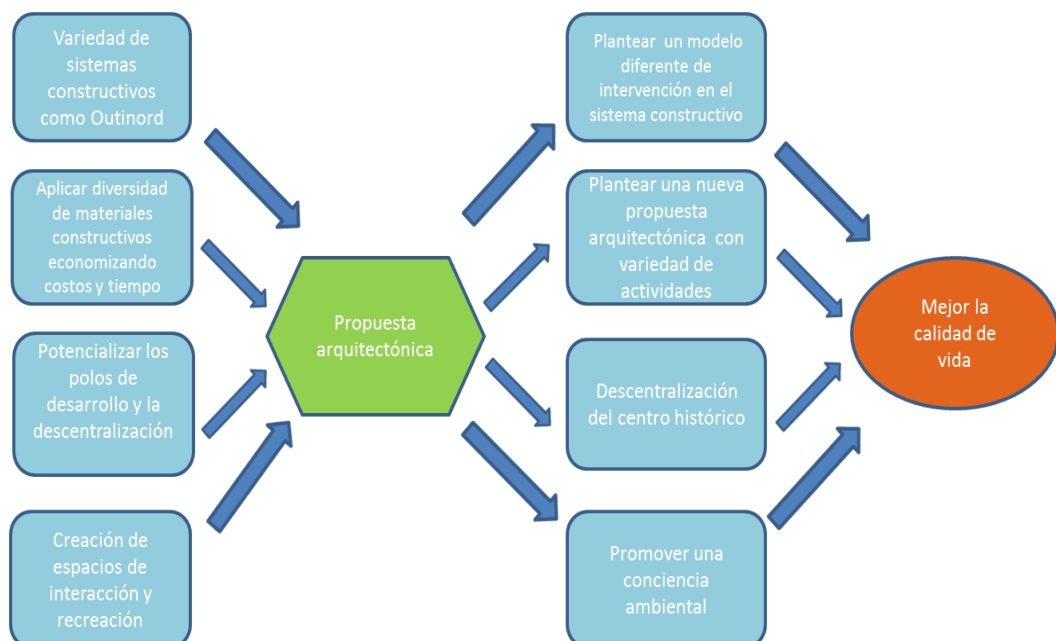 Variedad de
sistemas
constructivos
como Outinord
Aplicar diversidad
de materiales
constructivos
economizando
costos y tiempo
Potencializar los
polos de
desarrollo y la
descentralización
Creación de
espacios de
interacción y
recreación
Propuesta
arquitectónica
Plantear un modelo
diferente de
intervención en el
sistema constructivo
Plantear una nueva
propuesta
arquitectónica con
variedad de
actividades
Descentralización
del centro histórico
Promover una
conciencia
ambiental
Mejor la
calidad de
vida